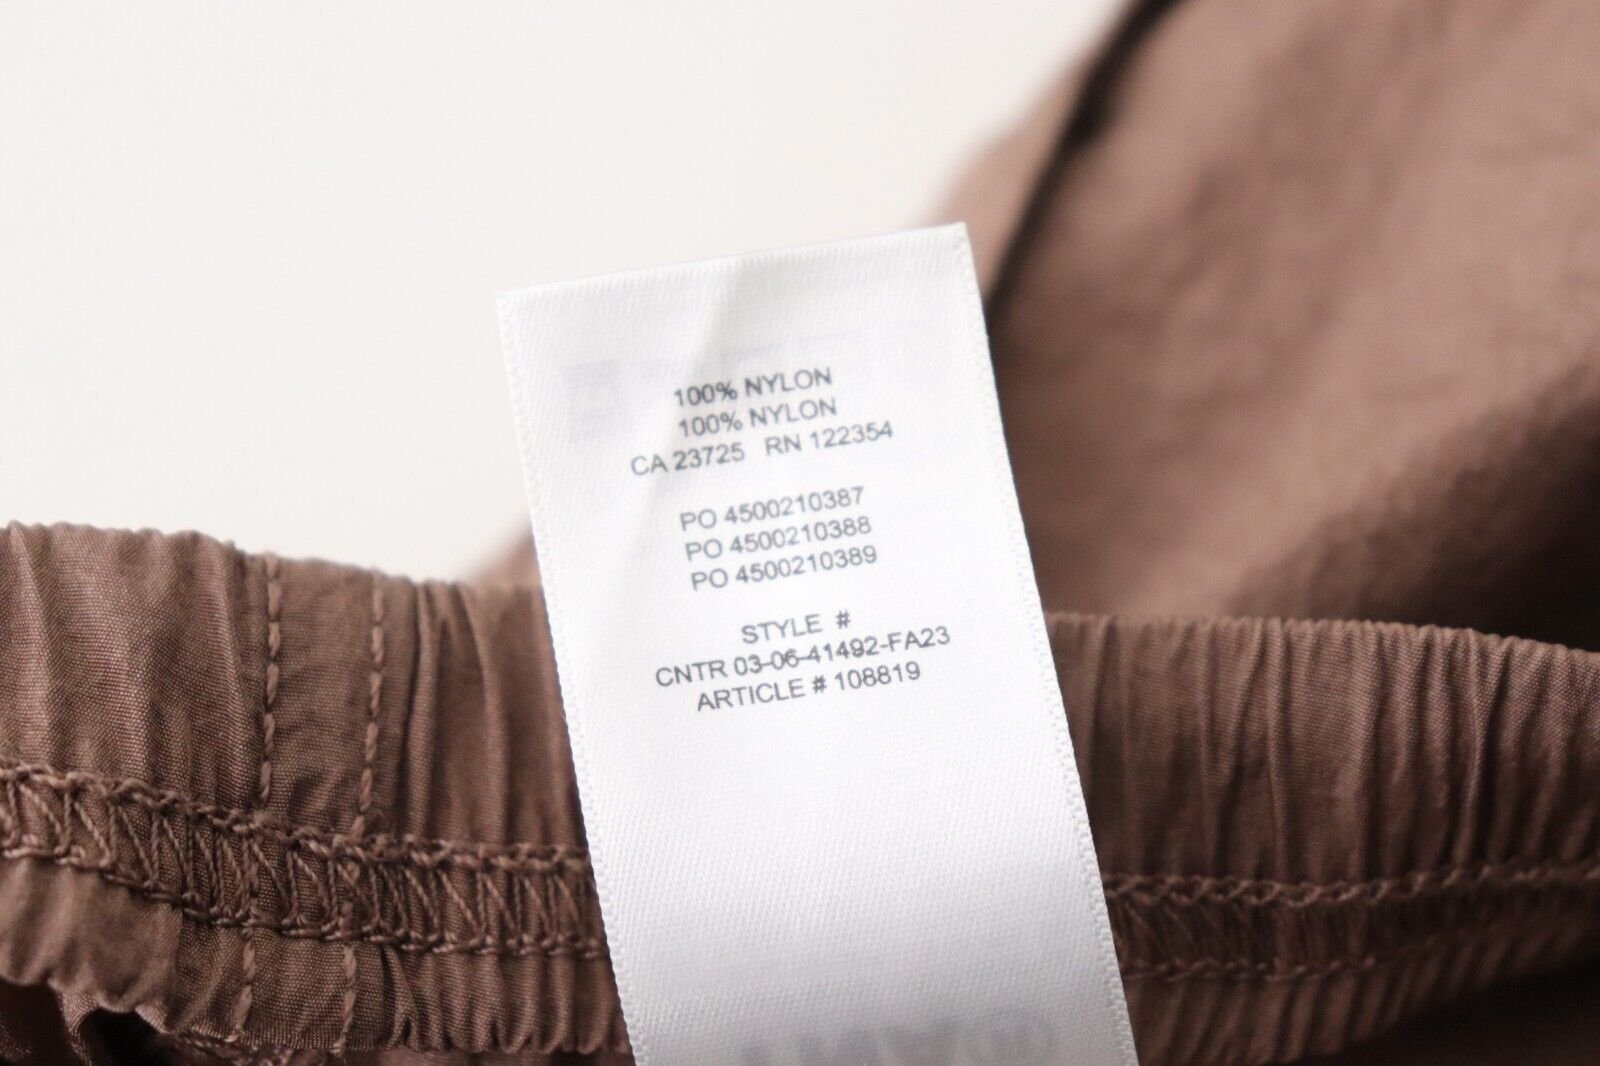 100% NYLON
100% NYLON
CA 23725 RN 122354
PO 4500210387
PO 4500210388
PO 4500210389
STYLE #
CNTR 03-06-41492-FA23
ARTICLE # 108819